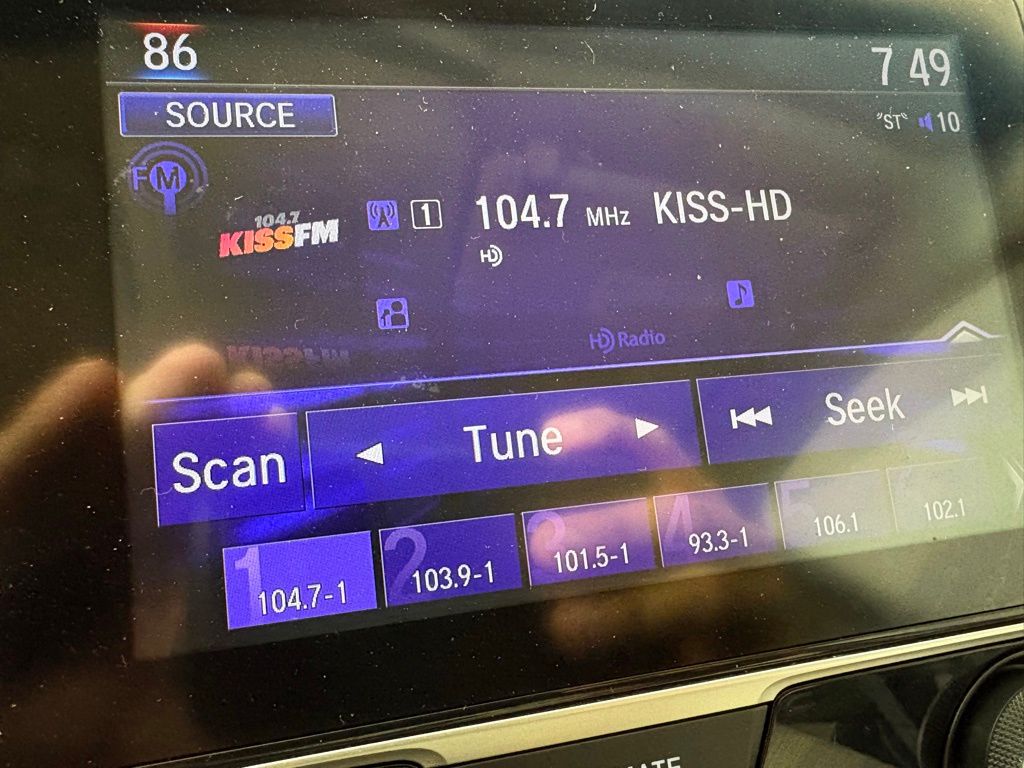 86
7 49
SOURCE
"ST" 10
FM
104.7
KISSFM
1
104.7 MHz KISS-HD
HD
HD Radio
Scan
Tune
Seek
1 104.7-1
2 103.9-1
3 101.5-1
4 93.3-1
5 106.1
102.1